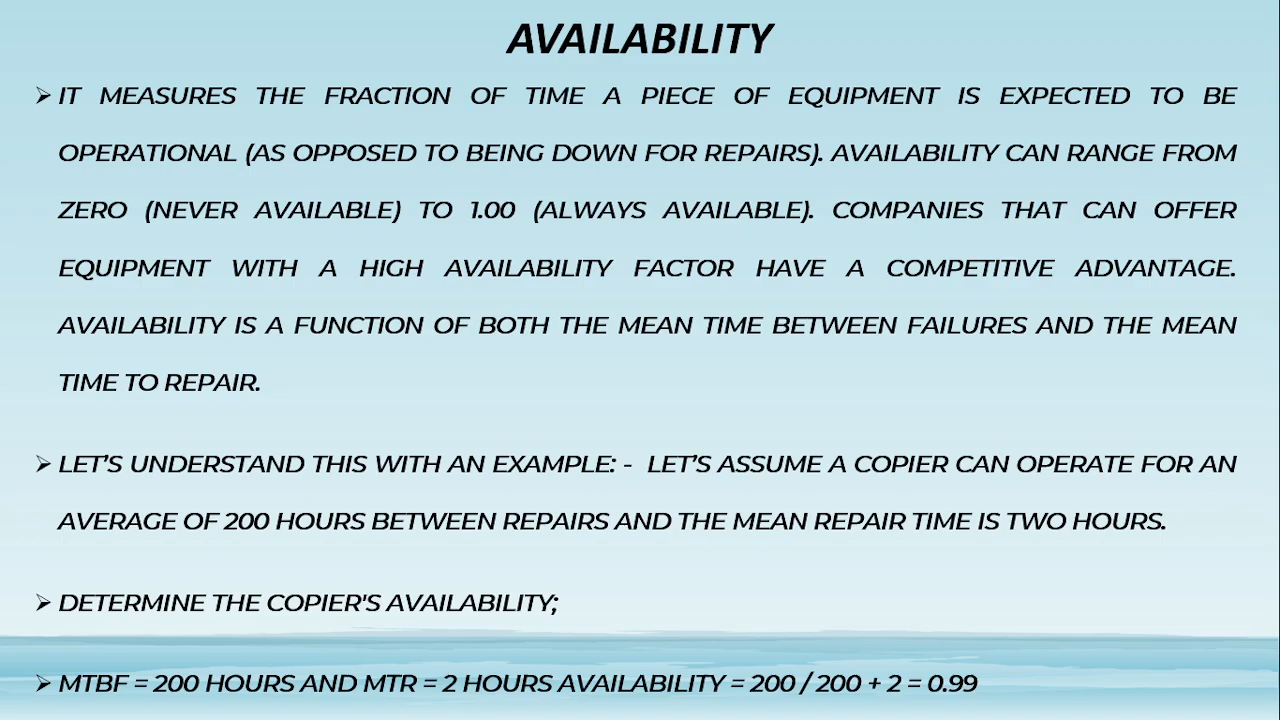 AVAILABILITY
➢ IT MEASURES THE FRACTION OF TIME A PIECE OF EQUIPMENT IS EXPECTED TO BE
OPERATIONAL (AS OPPOSED TO BEING DOWN FOR REPAIRS). AVAILABILITY CAN RANGE FROM
ZERO (NEVER AVAILABLE) TO 1.00 (ALWAYS AVAILABLE). COMPANIES THAT CAN OFFER
EQUIPMENT WITH A HIGH AVAILABILITY FACTOR HAVE A COMPETITIVE ADVANTAGE.
AVAILABILITY IS A FUNCTION OF BOTH THE MEAN TIME BETWEEN FAILURES AND THE MEAN
TIME TO REPAIR.
➢ LET’S UNDERSTAND THIS WITH AN EXAMPLE: - LET’S ASSUME A COPIER CAN OPERATE FOR AN
AVERAGE OF 200 HOURS BETWEEN REPAIRS AND THE MEAN REPAIR TIME IS TWO HOURS.
➢ DETERMINE THE COPIER'S AVAILABILITY;
➢ MTBF = 200 HOURS AND MTR = 2 HOURS AVAILABILITY = 200 / 200 + 2 = 0.99